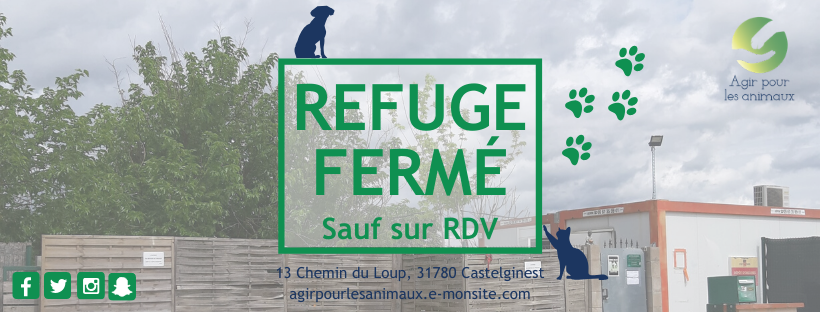 Agir pour
les animaux
REFUGE
FERMÉ
Sauf sur RDV
13 Chemin du Loup, 31780 Castelginest
agirpourlesanimaux.e-monsite.com